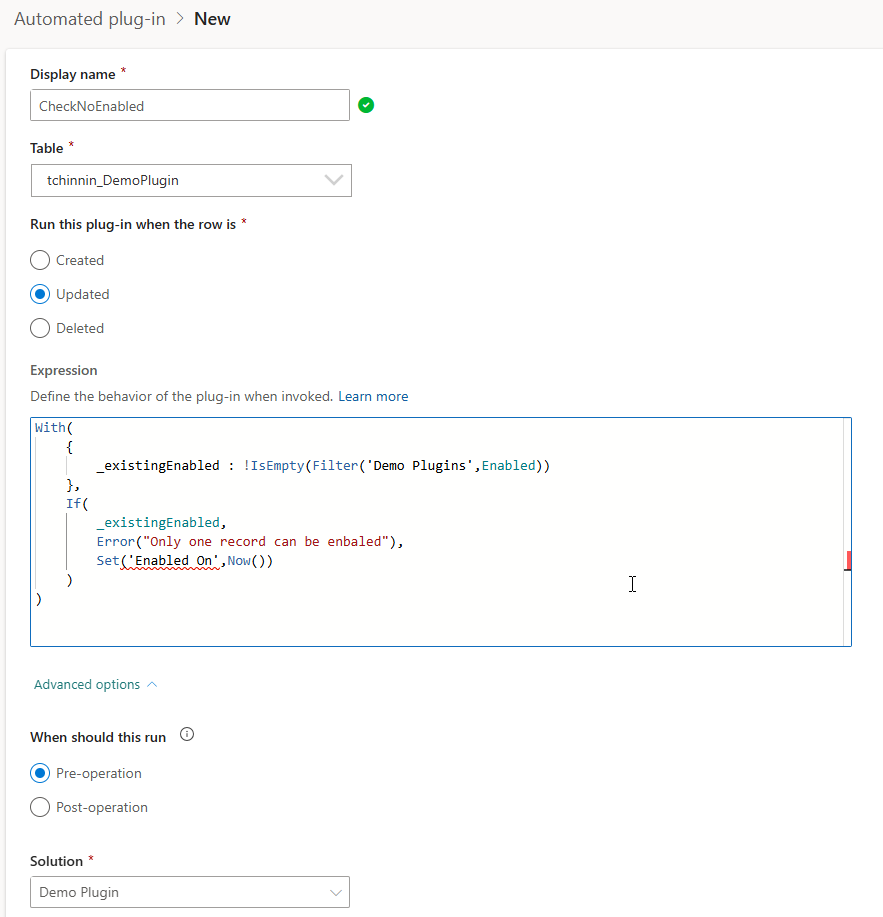 Automated plug-in > New
Display name *
CheckNoEnabled
Table *
tchinnin_DemoPlugin
Run this plug-in when the row is *
Created
Updated
Deleted
Expression
Define the behavior of the plug-in when invoked. Learn more
With(
{
_existingEnabled : !IsEmpty(Filter('Demo Plugins',Enabled))
},
If(
_existingEnabled,
Error("Only one record can be enbaled"),
Set('Enabled On',Now())
)
)
Advanced options
When should this run
Pre-operation
Post-operation
Solution *
Demo Plugin